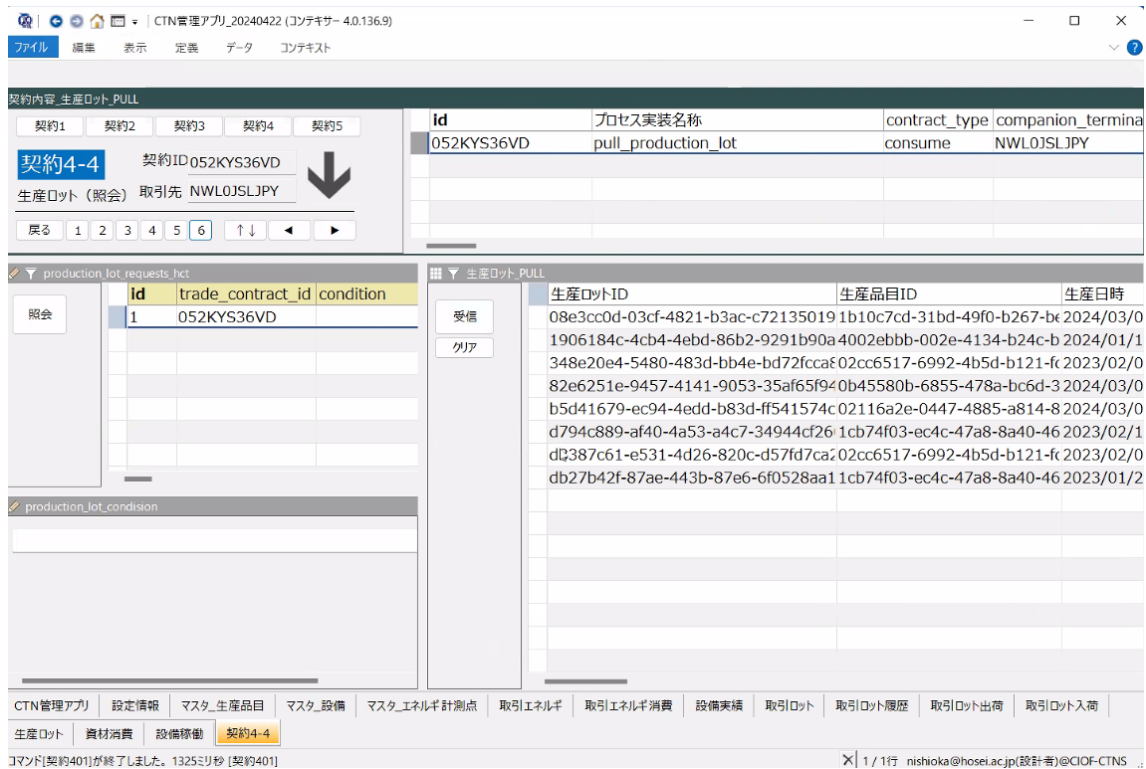 CTN管理アプリ_20240422 (コンテキサー 4.0.136.9)
ファイル 編集 表示 定義 データ コンテキスト
契約内容_生産ロット_PULL
契約1 契約2 契約3 契約4 契約5
契約4-4 契約ID 052KYS36VD
生産ロット（照会） 取引先 NWL0JSLJPY
戻る 1 2 3 4 5 6 ↑↓ ◀ ▶
id プロセス実装名称 contract_type companion_termina
052KYS36VD pull_production_lot consume NWL0JSLJPY
production_lot_requests_hct
照会
id trade_contract_id condition
1 052KYS36VD
production_lot_condision
生産ロット_PULL
受信
クリア
生産ロットID 生産品目ID 生産日時
08e3cc0d-03cf-4821-b3ac-c72135019 1b10c7cd-31bd-49f0-b267-be 2024/03/0
1906184c-4cb4-4ebd-86b2-9291b90a 4002ebbb-002e-4134-b24c-b 2024/01/1
348e20e4-5480-483d-bb4e-bd72fcca8 02cc6517-6992-4b5d-b121-fc 2023/02/0
82e6251e-9457-4141-9053-35af65f94 0b45580b-6855-478a-bc6d-3 2024/03/0
b5d41679-ec94-4edd-b83d-ff541574c 02116a2e-0447-4885-a814-8 2024/03/0
d794c889-af40-4a53-a4c7-34944cf26 1cb74f03-ec4c-47a8-8a40-46 2023/02/1
387c61-e531-4d26-820c-d57fd7ca2 02cc6517-6992-4b5d-b121-fc 2023/02/0
db27b42f-87ae-443b-87e6-6f0528aa1 1cb74f03-ec4c-47a8-8a40-46 2023/01/2
CTN管理アプリ 設定情報 マスタ_生産品目 マスタ_設備 マスタ_エネルギ計測点 取引エネルギ 取引エネルギ消費 設備実績 取引ロット 取引ロット履歴 取引ロット出荷 取引ロット入荷
生産ロット 資材消費 設備稼働 契約4-4
コマンド[契約401]が終了しました。1325ミリ秒 [契約401] 1 / 1行 nishioka@hosei.ac.jp(設計者)@CIOF-CTNS